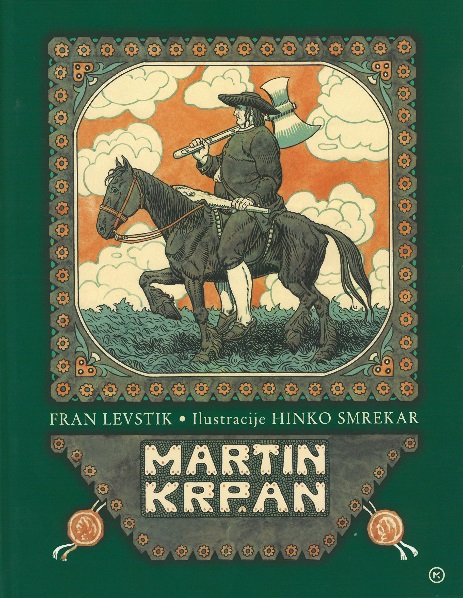 FRAN LEVSTIK • Ilustracije HINKO SMREKAR
MARTIN
KRPAN